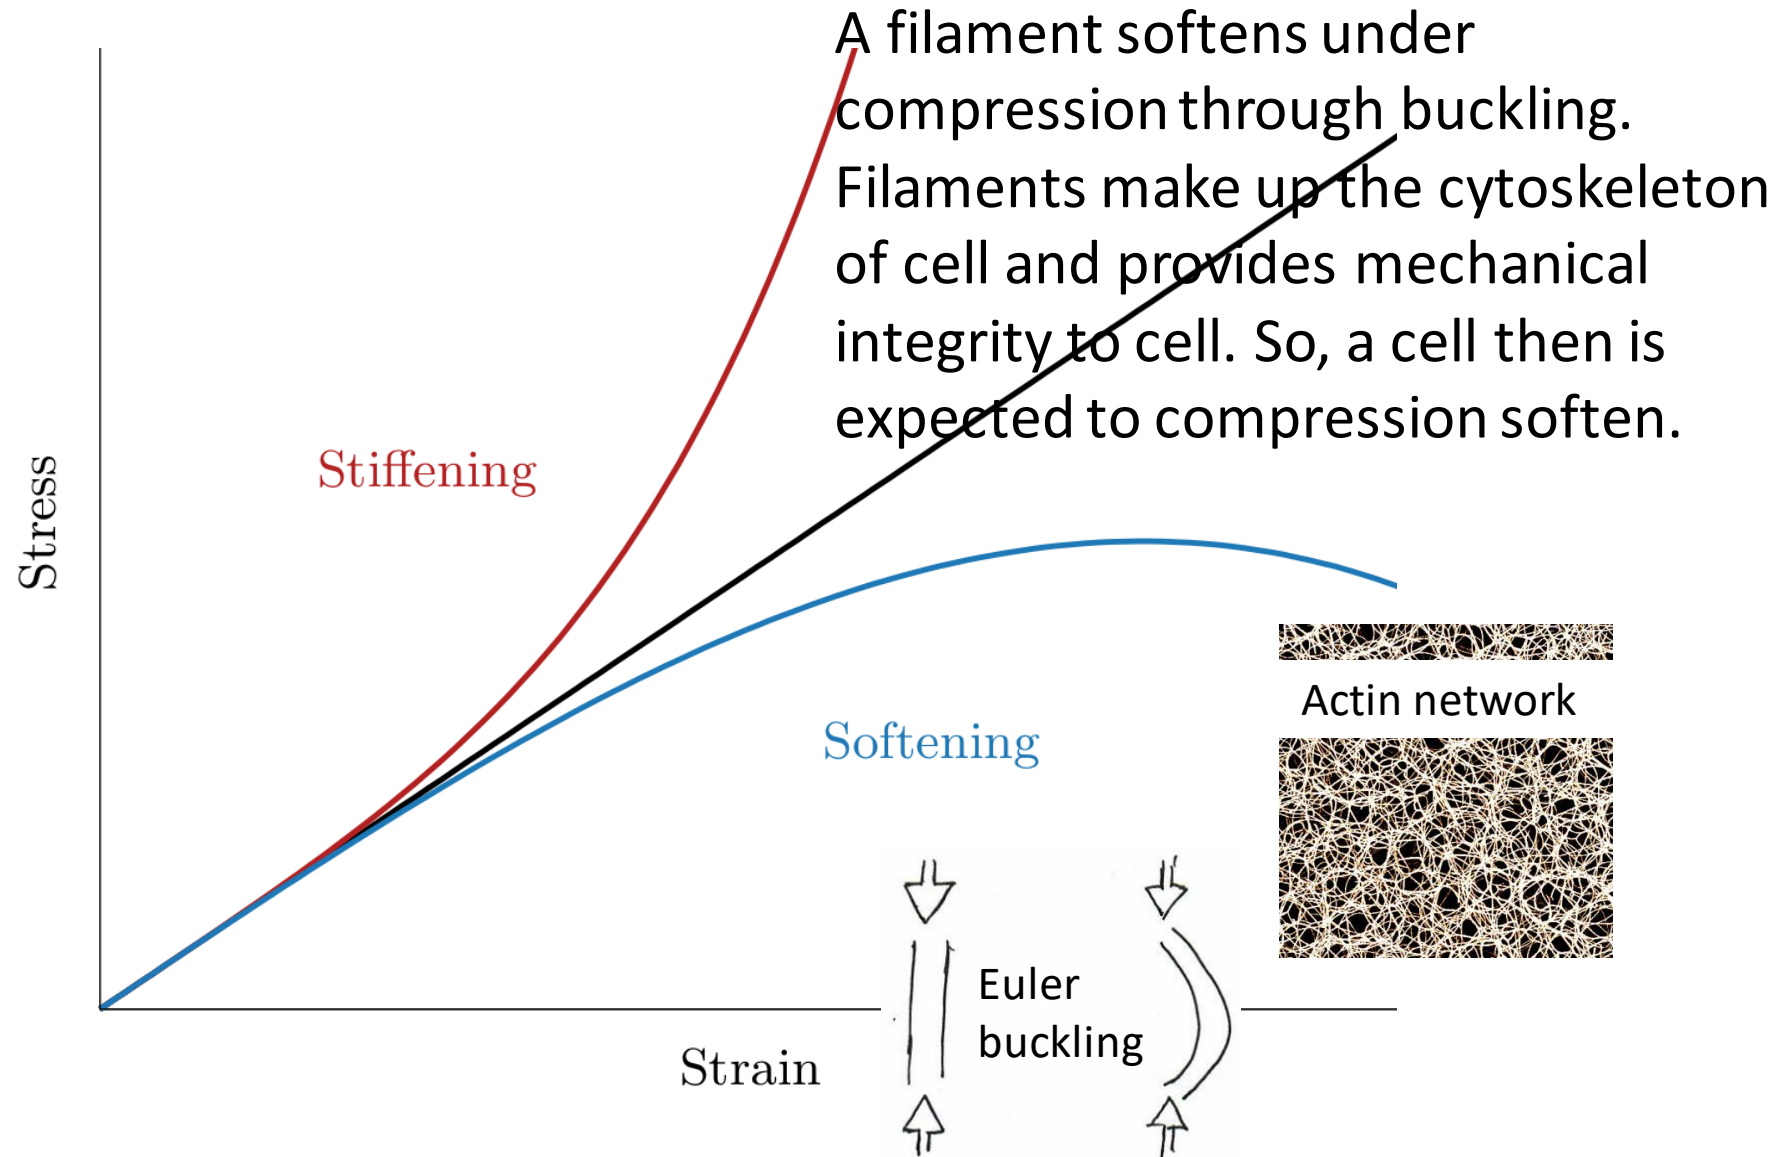 A filament softens under
compression through buckling.
Filaments make up the cytoskeleton
of cell and provides mechanical
integrity to cell. So, a cell then is
expected to compression soften.
Stiffening
Stress
Softening
Actin network
Euler
buckling
Strain